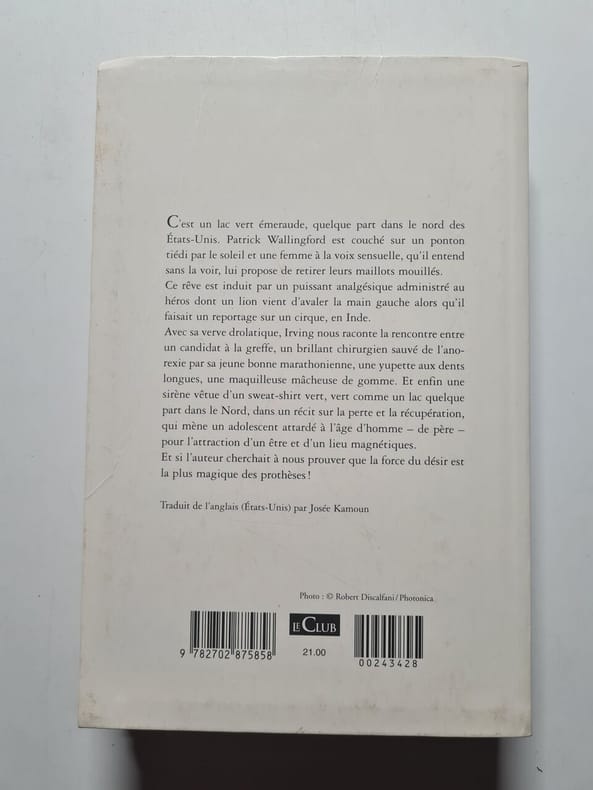 C'est un lac vert émeraude, quelque part dans le nord des
États-Unis. Patrick Wallingford est couché sur un ponton
tiédi par le soleil et une femme à la voix sensuelle, qu'il entend
sans la voir, lui propose de retirer leurs maillots mouillés.
Ce rêve est induit par un puissant analgésique administré au
héros dont un lion vient d'avaler la main gauche alors qu'il
faisait un reportage sur un cirque, en Inde.
Avec sa verve drolatique, Irving nous raconte la rencontre entre
un candidat à la greffe, un brillant chirurgien sauvé de l'ano-
rexie par sa jeune bonne marathonienne, une yupette aux dents
longues, une maquilleuse mâcheuse de gomme. Et enfin une
sirène vêtue d'un sweat-shirt vert, vert comme un lac quelque
part dans le Nord, dans un récit sur la perte et la récupération,
qui mène un adolescent attardé à l'âge d'homme – de père –
pour l'attraction d'un être et d'un lieu magnétiques.
Et si l'auteur cherchait à nous prouver que la force du désir est
la plus magique des prothèses !
Traduit de l'anglais (États-Unis) par Josée Kamoun
Photo : © Robert Discalfani / Photonica
LE CLUB
9 782702 875858
21.00
00243428